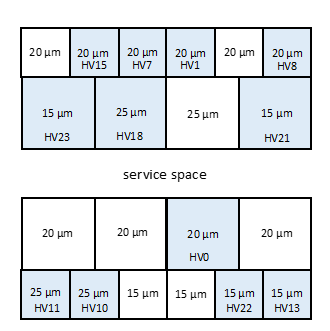 20 µm 20 µm 20 µm 20 µm 20 µm 20 µm
HV15 HV7 HV1 HV8
15 µm 25 µm 25 µm 15 µm
HV23 HV18 HV21
service space
20 µm 20 µm 20 µm 20 µm
HV0
25 µm 25 µm 15 µm 15 µm 15 µm 15 µm
HV11 HV10 HV22 HV13